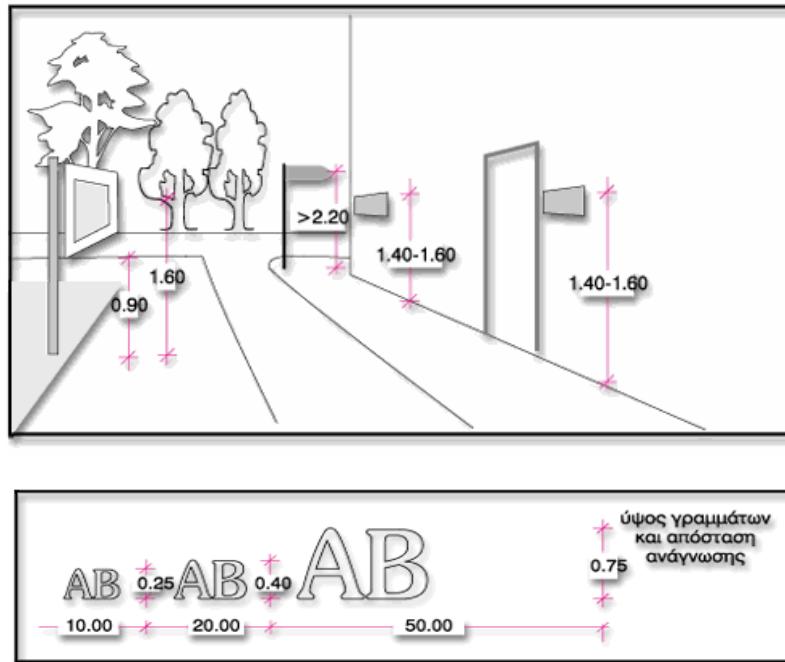 >2.20
1.40-1.60
1.60
0.90
1.40-1.60
ύψος γραμμάτων
και απόσταση
ανάγνωσης
AB
0.25
AB
0.40
AB
0.75
10.00
20.00
50.00